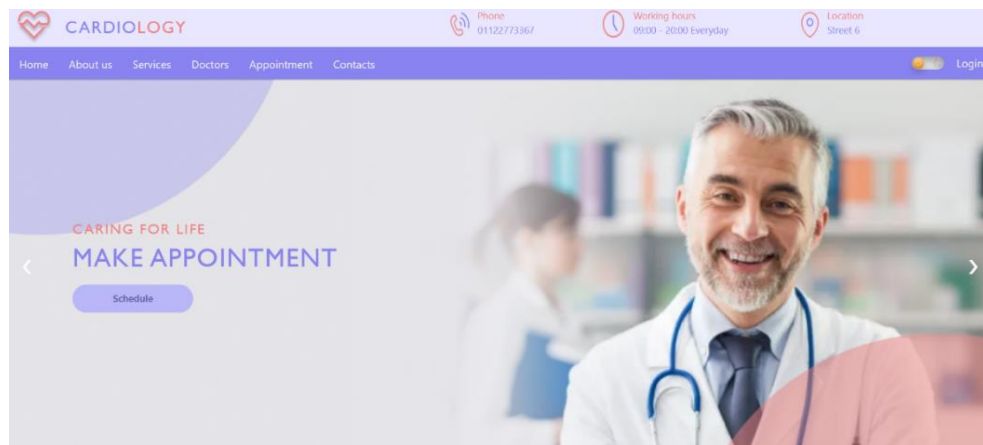 CARDIOLOGY
Phone
01122773367
Working hours
09:00 - 20:00 Everyday
Location
Street 6
Home About us Services Doctors Appointment Contacts Login
CARING FOR LIFE
MAKE APPOINTMENT
Schedule